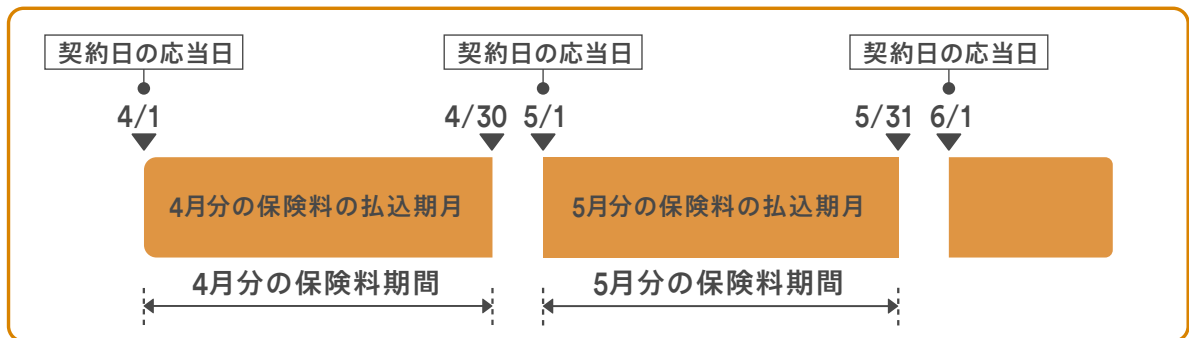 契約日の応当日 契約日の応当日 契約日の応当日
4/1 4/30 5/1 5/31 6/1
4月分の保険料の払込期月 5月分の保険料の払込期月
4月分の保険料期間 5月分の保険料期間